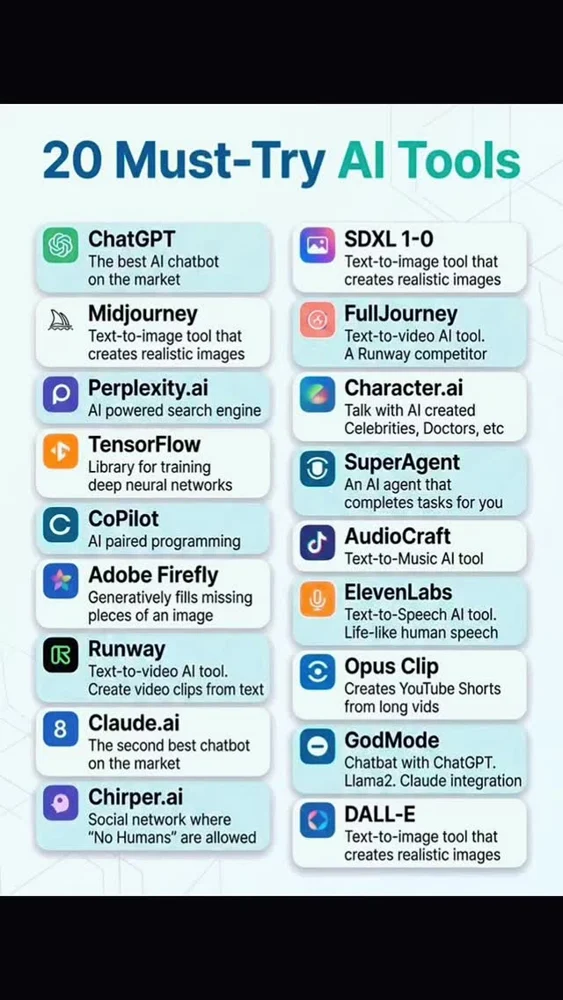 20 Must-Try AI Tools
ChatGPT
The best AI chatbot
on the market
Midjourney
Text-to-image tool that
creates realistic images
Perplexity.ai
AI powered search engine
TensorFlow
Library for training
deep neural networks
CoPilot
AI paired programming
Adobe Firefly
Generatively fills missing
pleces of an image
Runway
Text-to-video AI tool.
Create video clips from text
8
Claude.ai
The second best chatbot
on the market
Chirper.ai
Social network where
“No Humans” are allowed
SDXL 1-0
Text-to-image tool that
creates realistic images
FullJourney
Text-to-video AI tool.
A Runway competitor
Character.ai
Talk with AI created
Celebrities, Doctors, etc
SuperAgent
An AI agent that
completes tasks for you
AudioCraft
Text-to-Music AI tool
ElevenLabs
Text-to-Speech AI tool.
Life-like human speech
Opus Clip
Creates YouTube Shorts
from long vids
GodMode
Chatbat with ChatGPT.
Llama2. Claude integration
DALL-E
Text-to-image tool that
creates realistic images